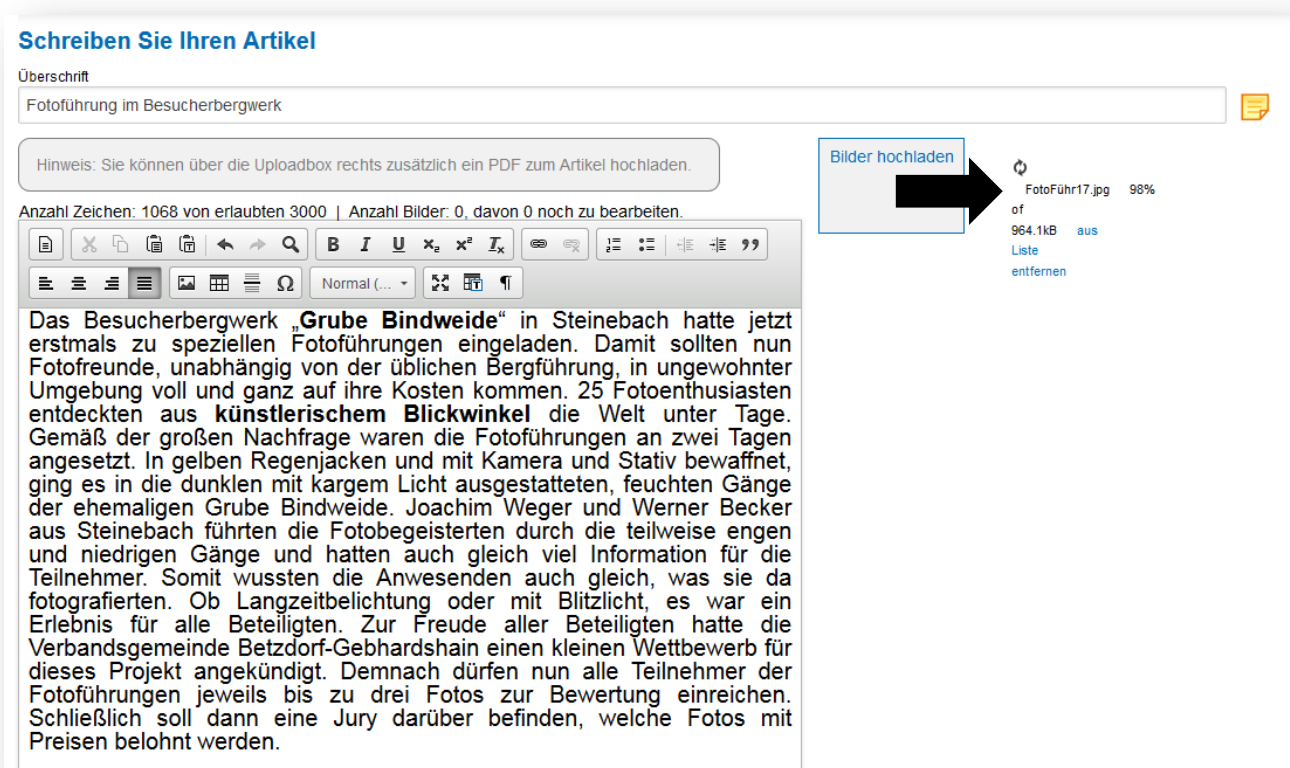 Schreiben Sie Ihren Artikel
Überschrift
Fotoführung im Besucherbergwerk
Hinweis: Sie können über die Uploadbox rechts zusätzlich ein PDF zum Artikel hochladen.
Bilder hochladen
FotoFühr17.jpg 98%
of
964.1kB aus
Liste
entfernen
Anzahl Zeichen: 1068 von erlaubten 3000 | Anzahl Bilder: 0, davon 0 noch zu bearbeiten.
B I U x₂ x² Tx
Ω Normal (... ¶
Das Besucherbergwerk „Grube Bindweide“ in Steinebach hatte jetzt
erstmals zu speziellen Fotoführungen eingeladen. Damit sollten nun
Fotofreunde, unabhängig von der üblichen Bergführung, in ungewohnter
Umgebung voll und ganz auf ihre Kosten kommen. 25 Fotoenthusiasten
entdeckten aus künstlerischem Blickwinkel die Welt unter Tage.
Gemäß der großen Nachfrage waren die Fotoführungen an zwei Tagen
angesetzt. In gelben Regenjacken und mit Kamera und Stativ bewaffnet,
ging es in die dunklen mit kargem Licht ausgestatteten, feuchten Gänge
der ehemaligen Grube Bindweide. Joachim Weger und Werner Becker
aus Steinebach führten die Fotobegeisterten durch die teilweise engen
und niedrigen Gänge und hatten auch gleich viel Information für die
Teilnehmer. Somit wussten die Anwesenden auch gleich, was sie da
fotografierten. Ob Langzeitbelichtung oder mit Blitzlicht, es war ein
Erlebnis für alle Beteiligten. Zur Freude aller Beteiligten hatte die
Verbandsgemeinde Betzdorf-Gebhardshain einen kleinen Wettbewerb für
dieses Projekt angekündigt. Demnach dürfen nun alle Teilnehmer der
Fotoführungen jeweils bis zu drei Fotos zur Bewertung einreichen.
Schließlich soll dann eine Jury darüber befinden, welche Fotos mit
Preisen belohnt werden.